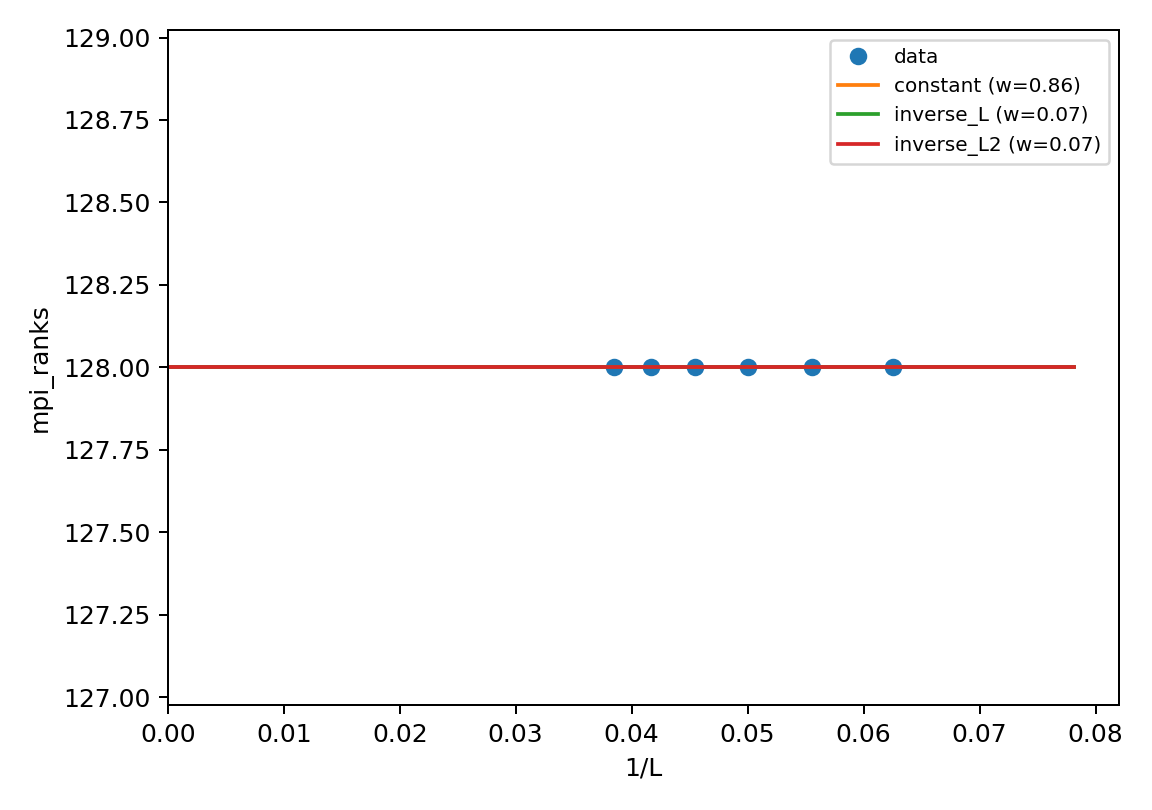 129.00
128.75
128.50
128.25
128.00
127.75
127.50
127.25
127.00
mpi_ranks
data
constant (w=0.86)
inverse_L (w=0.07)
inverse_L2 (w=0.07)
0.00 0.01 0.02 0.03 0.04 0.05 0.06 0.07 0.08
1/L